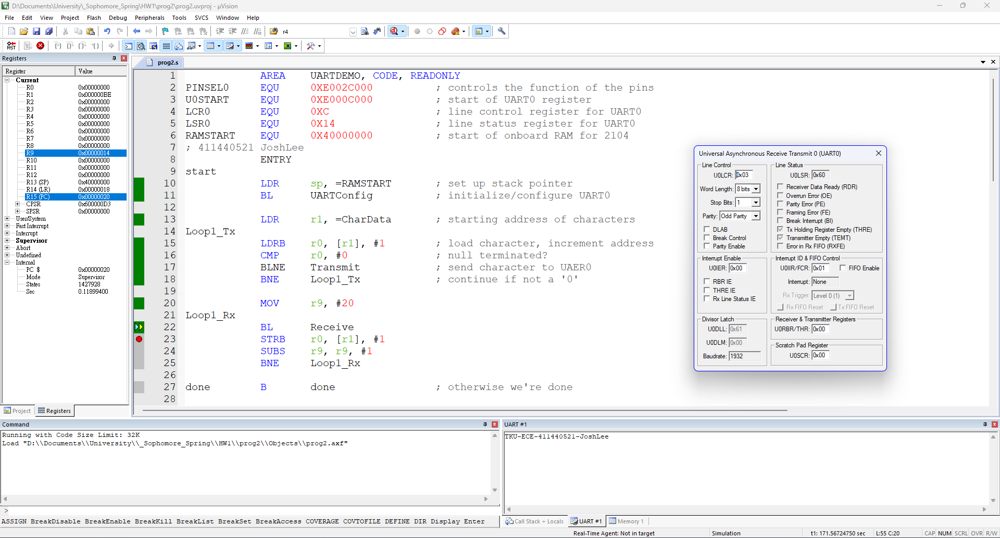 D:\Documents\University\_Sophomore_Spring\HW1\prog2\prog2.uvproj - µVision
File Edit View Project Flash Debug Peripherals Tools SVCS Window Help
r4
RST
Registers
Register Value
Current
R0 0x00000000
R1 0x000000BE
R2 0x00000000
R3 0x00000000
R4 0x00000000
R5 0x00000000
R6 0x00000000
R7 0x00000000
R8 0x00000000
R9 0x00000014
R10 0x00000000
R11 0x00000000
R12 0x00000000
R13 (SP) 0x40000000
R14 (LR) 0x00000018
R15 (PC) 0x00000020
CPSR 0x600000D3
SPSR 0x00000000
User/System
Fast Interrupt
Interrupt
Supervisor
Abort
Undefined
Internal
PC $ 0x00000020
Mode Supervisor
States 1427928
Sec 0.11899400
Project Registers
prog2.s
1 AREA UARTDEMO, CODE, READONLY
2 PINSEL0 EQU 0XE002C000 ; controls the function of the pins
3 U0START EQU 0XE000C000 ; start of UART0 register
4 LCR0 EQU 0XC ; line control register for UART0
5 LSR0 EQU 0X14 ; line status register for UART0
6 RAMSTART EQU 0X40000000 ; start of onboard RAM for 2104
7 ; 411440521 JoshLee
8 ENTRY
9 start
10 LDR sp, =RAMSTART ; set up stack pointer
11 BL UARTConfig ; initialize/configure UART0
12
13 LDR r1, =CharData ; starting address of characters
14 Loop1_Tx
15 LDRB r0, [r1], #1 ; load character, increment address
16 CMP r0, #0 ; null terminated?
17 BLNE Transmit ; send character to UAER0
18 BNE Loop1_Tx ; continue if not a '0'
19
20 MOV r9, #20
21 Loop1_Rx
22 BL Receive
23 STRB r0, [r1], #1
24 SUBS r9, r9, #1
25 BNE Loop1_Rx
26
27 done B done ; otherwise we're done
28
Universal Asynchronous Receive Transmit 0 (UART0)
Line Control
U0LCR: 0x03
Word Length: 8 bits
Stop Bits: 1
Parity: Odd Parity
DLAB
Break Control
Parity Enable
Line Status
U0LSR: 0x60
Receiver Data Ready (RDR)
Overrun Error (OE)
Parity Error (PE)
Framing Error (FE)
Break Interrupt (BI)
Tx Holding Register Empty (THRE)
Transmitter Empty (TEMT)
Error in Rx FIFO (RXFE)
Interrupt Enable
U0IER: 0x00
RBR IE
THRE IE
Rx Line Status IE
Interrupt ID & FIFO Control
U0IIR/FCR: 0x01 FIFO Enable
Interrupt: None
Rx Trigger: Level 0 (1)
Rx FIFO Reset Tx FIFO Reset
Divisor Latch
U0DLL: 0x61
U0DLM: 0x00
Baudrate: 1932
Receiver & Transmitter Registers
U0RBR/THR: 0x00
Scratch Pad Register
U0SCR: 0x00
Command
Running with Code Size Limit: 32K
Load "D:\\Documents\\University\\_Sophomore_Spring\\HW1\\prog2\\Objects\\prog2.axf"
>
ASSIGN BreakDisable BreakEnable BreakKill BreakList BreakSet BreakAccess COVERAGE COVTOFILE DEFINE DIR Display Enter
UART #1
TKU-ECE-411440521-JoshLee
Call Stack + Locals UART #1 Memory 1
Real-Time Agent: Not in target Simulation t1: 171.56724750 sec L:55 C:20 CAP NUM SCRL OVR R/W